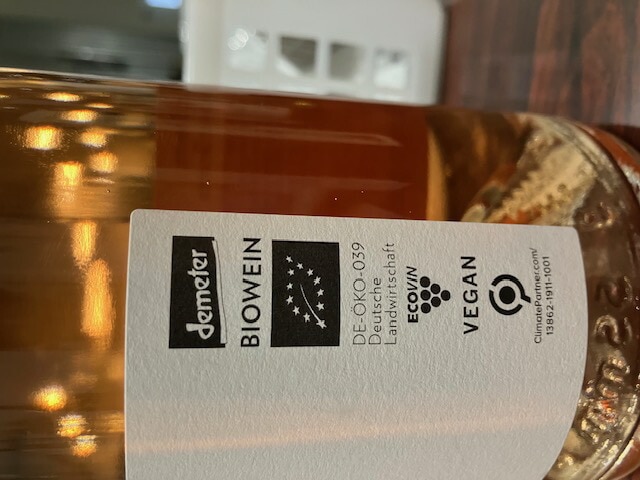 demeter
BIOWEIN
DE-ÖKO-039
Deutsche
Landwirtschaft
ECOVIN
VEGAN
ClimatePartner.com/
13862-1911-1001